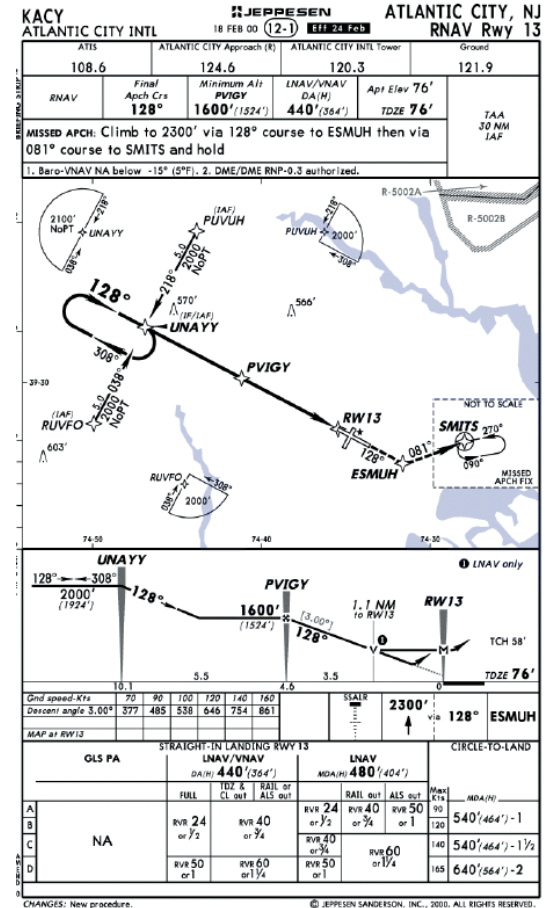 KACY
ATLANTIC CITY INTL
JEPPESEN
18 FEB 00 12-1 Eff 24 Feb
ATLANTIC CITY, NJ
RNAV Rwy 13
ATIS
108.6
ATLANTIC CITY Approach (R)
124.6
ATLANTIC CITY INTL Tower
120.3
Ground
121.9
RNAV
Final
Apch Crs
128°
Minimum Alt
PVIGY
1600'(1524')
LNAV/VNAV
DA(H)
440'(364')
Apt Elev 76'
TDZE 76'
TAA
30 NM
IAF
MISSED APCH: Climb to 2300' via 128° course to ESMUH then via
081° course to SMITS and hold
1. Baro-VNAV NA below -15° (5°F). 2. DME/DME RNP-0.3 authorized.
2100'
NoPT
218°
UNAYY
038°
(IAF)
PUVUH
5.0
2000
NoPT
218°
PUVUH
2000'
308°
R-5002A
R-5002B
128°
308°
570'
(IF/IAF)
UNAYY
566'
PVIGY
038°
5.0
2000
NoPT
(IAF)
RUVFO
603'
39-30
RW13
128°
ESMUH
081°
NOT TO SCALE
SMITS
270°
090°
MISSED
APCH FIX
RUVFO
308°
038°
2000'
74-50
74-40
74-30
UNAYY
128° 308°
2000'
(1924')
128°
PVIGY
1600'
(1524')
[3.00°]
128°
1 LNAV only
1.1 NM
to RW13
RW13
V
1
M
TCH 58'
TDZE 76'
10.1
5.5
4.6
3.5
0
Gnd speed-Kts 70 90 100 120 140 160
Descent angle 3.00° 377 485 538 646 754 861
MAP at RW13
SSALR
2300' via 128° ESMUH
STRAIGHT-IN LANDING RWY 13
CIRCLE-TO-LAND
GLS PA
LNAV/VNAV
DA(H) 440'(364')
LNAV
MDA(H) 480'(404')
FULL
TDZ &
CL out
RAIL or
ALS out
RAIL out
ALS out
Max
Kts
MDA(H)
A
B
C
D
NA
RVR 24
or ½
RVR 40
or ¾
RVR 50
or 1
RVR 60
or 1¼
RVR 24
or ½
RVR 40
or ¾
RVR 50
or 1
RVR 40
or ¾
RVR 60
or 1¼
RVR 50
or 1
90
120
540'(464')-1
140
540'(464')-1½
165
640'(564')-2
CHANGES: New procedure.
© JEPPESEN SANDERSON, INC., 2000. ALL RIGHTS RESERVED.